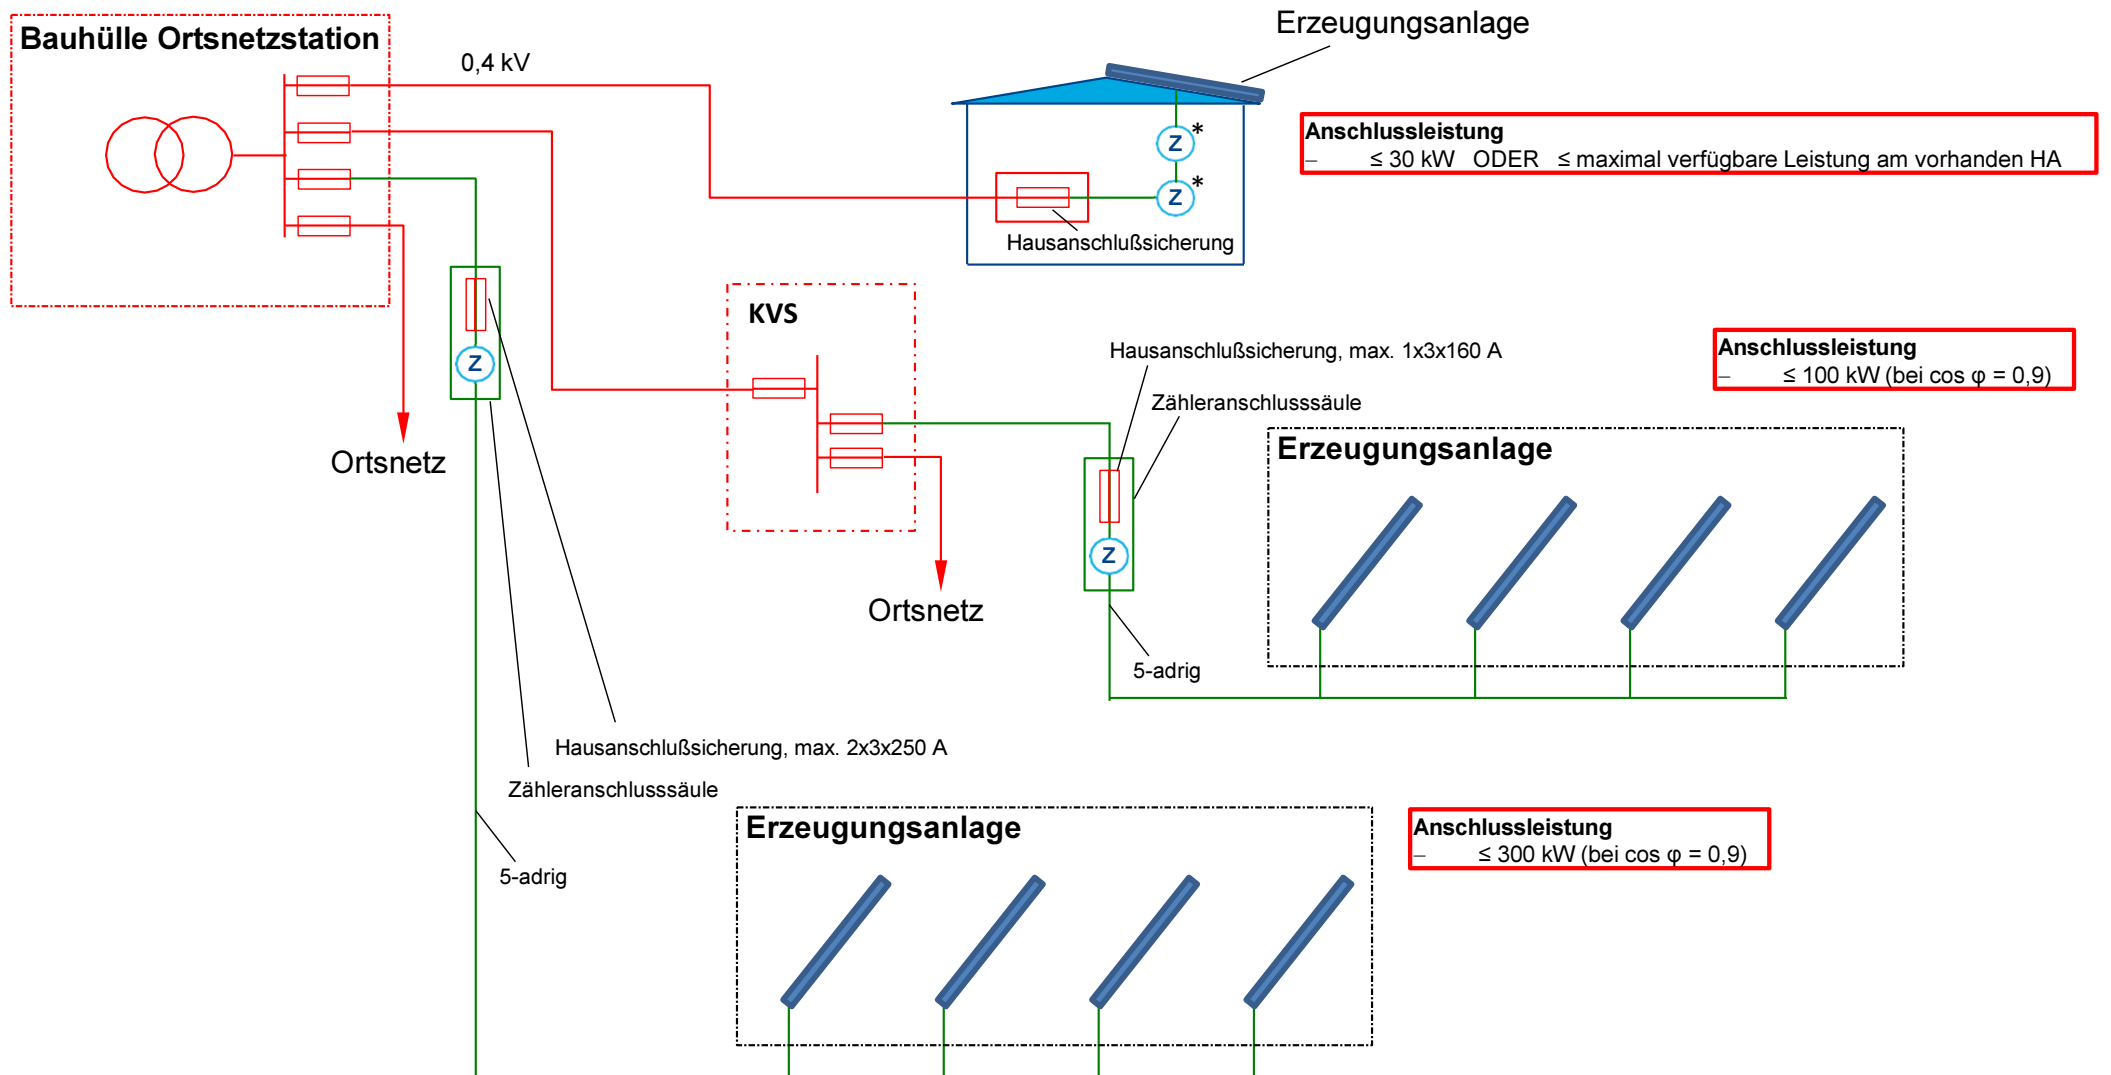 Bauhülle Ortsnetzstation
0,4 kV
Erzeugungsanlage
Anschlussleistung
– ≤ 30 kW ODER ≤ maximal verfügbare Leistung am vorhanden HA
Z *
Z *
Hausanschlußsicherung
Z
Ortsnetz
KVS
Hausanschlußsicherung, max. 1x3x160 A
Zähleranschlusssäule
Anschlussleistung
– ≤ 100 kW (bei cos φ = 0,9)
Erzeugungsanlage
Z
Ortsnetz
5-adrig
Hausanschlußsicherung, max. 2x3x250 A
Zähleranschlusssäule
5-adrig
Erzeugungsanlage
Anschlussleistung
– ≤ 300 kW (bei cos φ = 0,9)